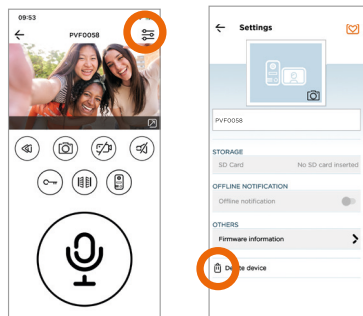 09:53
PVF0058
Settings
PVF0058
STORAGE
SD Card No SD card inserted
OFFLINE NOTIFICATION
Offline notification
OTHERS
Firmware information
Delete device